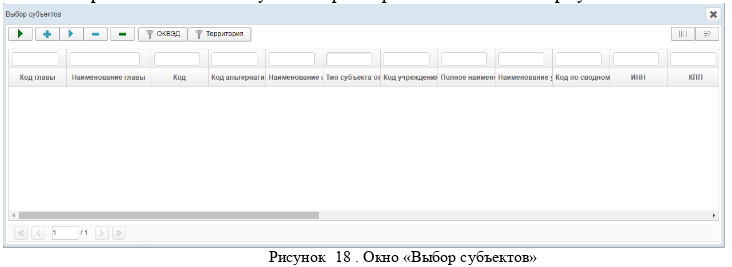 Выбор субъектов
ОКВЭД Территория
Код главы Наименование главы Код Код альтернати Наименование с Тип субъекта от Код учреждения Полное наимен Наименование у Код по сводном ИНН КПП
1 / 1
Рисунок 18 . Окно «Выбор субъектов»